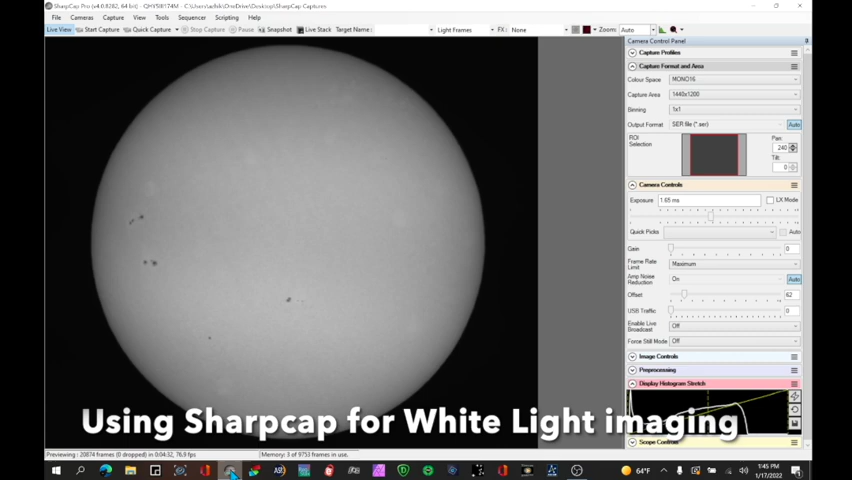 SharpCap Pro (v4.0.8282, 64 bit) - QHY5III174M - C:\Users\azhik\OneDrive\Desktop\SharpCap Captures
File Cameras Capture View Tools Sequencer Scripting Help
Live View Start Capture Quick Capture Stop Capture Pause Snapshot Live Stack Target Name: Light Frames FX: None Zoom: Auto
Camera Control Panel
Capture Profiles
Capture Format and Area
Colour Space MONO16
Capture Area 1440x1200
Binning 1x1
Output Format SER file (*.ser) Auto
ROI Selection
Pan: 240
Tilt: 0
Camera Controls
Exposure 1.65 ms LX Mode
Quick Picks Auto
Gain 0
Frame Rate Limit Maximum
Amp Noise Reduction On Auto
Offset 62
USB Traffic 0
Enable Live Broadcast Off
Force Still Mode Off
Image Controls
Preprocessing
Display Histogram Stretch
Using Sharpcap for White Light imaging
Scope Controls
Previewing : 20874 frames (0 dropped) in 0:04:32, 76.9 fps Memory: 3 of 9753 frames in use.
64°F
1:45 PM
1/17/2022